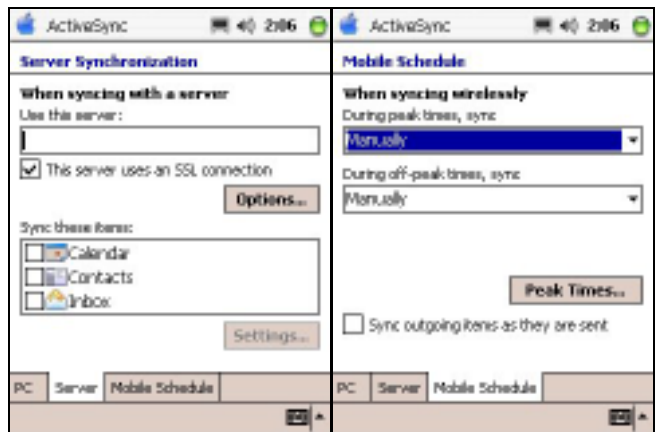 ActiveSync 2:06
Server Synchronization
When syncing with a server
Use this server:
This server uses an SSL connection
Options...
Sync these items:
Calendar
Contacts
Inbox
Settings...
PC Server Mobile Schedule
ActiveSync 2:06
Mobile Schedule
When syncing wirelessly
During peak times, sync
Manually
During off-peak times, sync
Manually
Peak Times...
Sync outgoing items as they are sent
PC Server Mobile Schedule